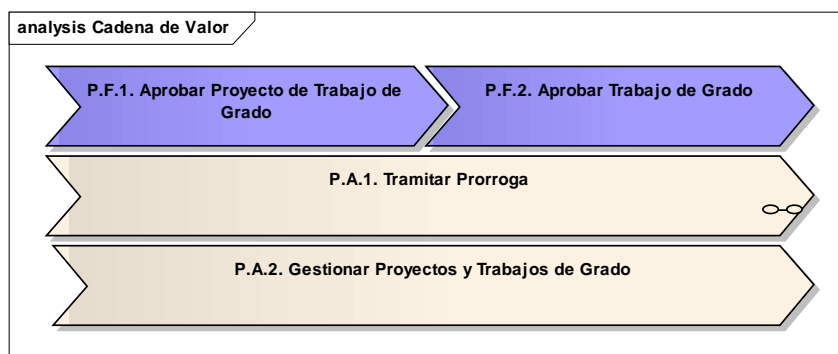 analysis Cadena de Valor
P.F.1. Aprobar Proyecto de Trabajo de
Grado
P.F.2. Aprobar Trabajo de Grado
P.A.1. Tramitar Prorroga
P.A.2. Gestionar Proyectos y Trabajos de Grado